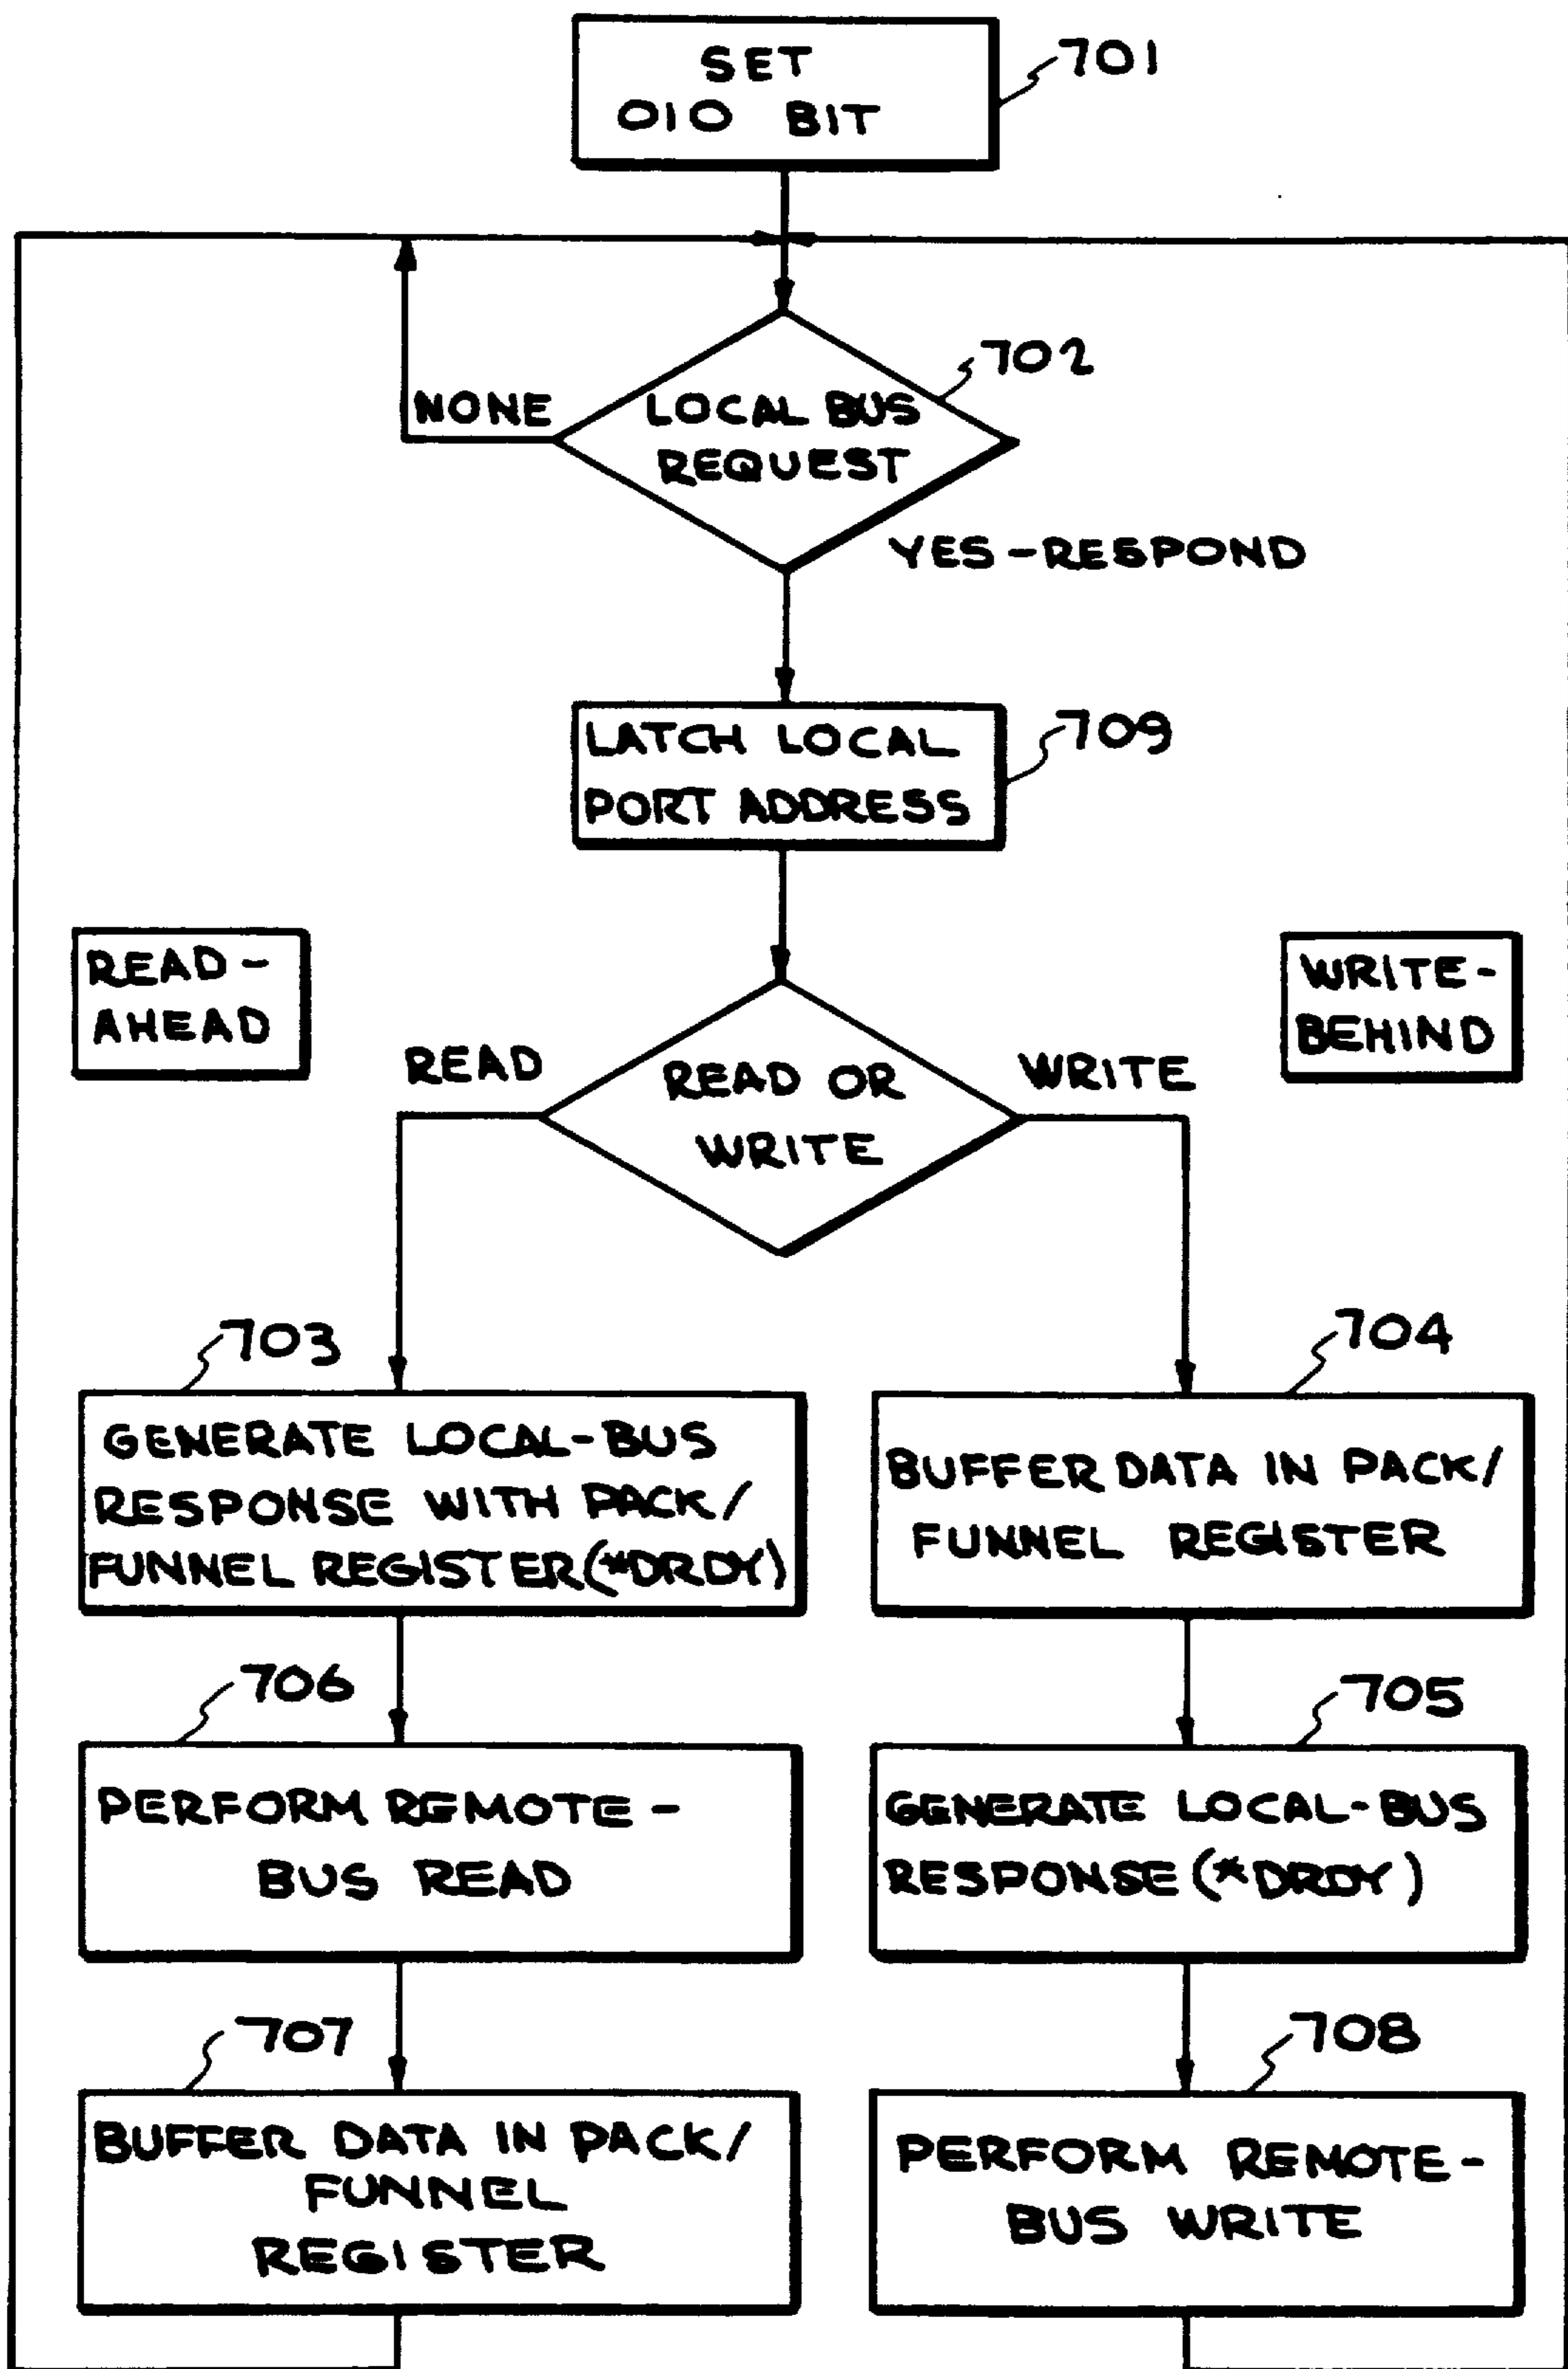 SET
010 BIT
701
702
NONE
LOCAL BUS
REQUEST
YES-RESPOND
LATCH LOCAL
PORT ADDRESS
709
READ-
AHEAD
WRITE-
BEHIND
READ
READ OR
WRITE
WRITE
703
GENERATE LOCAL-BUS
RESPONSE WITH PACK/
FUNNEL REGISTER(*DRDY)
704
BUFFER DATA IN PACK/
FUNNEL REGISTER
706
PERFORM REMOTE-
BUS READ
705
GENERATE LOCAL-BUS
RESPONSE(*DRDY)
707
BUFFER DATA IN PACK/
FUNNEL
REGISTER
708
PERFORM REMOTE-
BUS WRITE